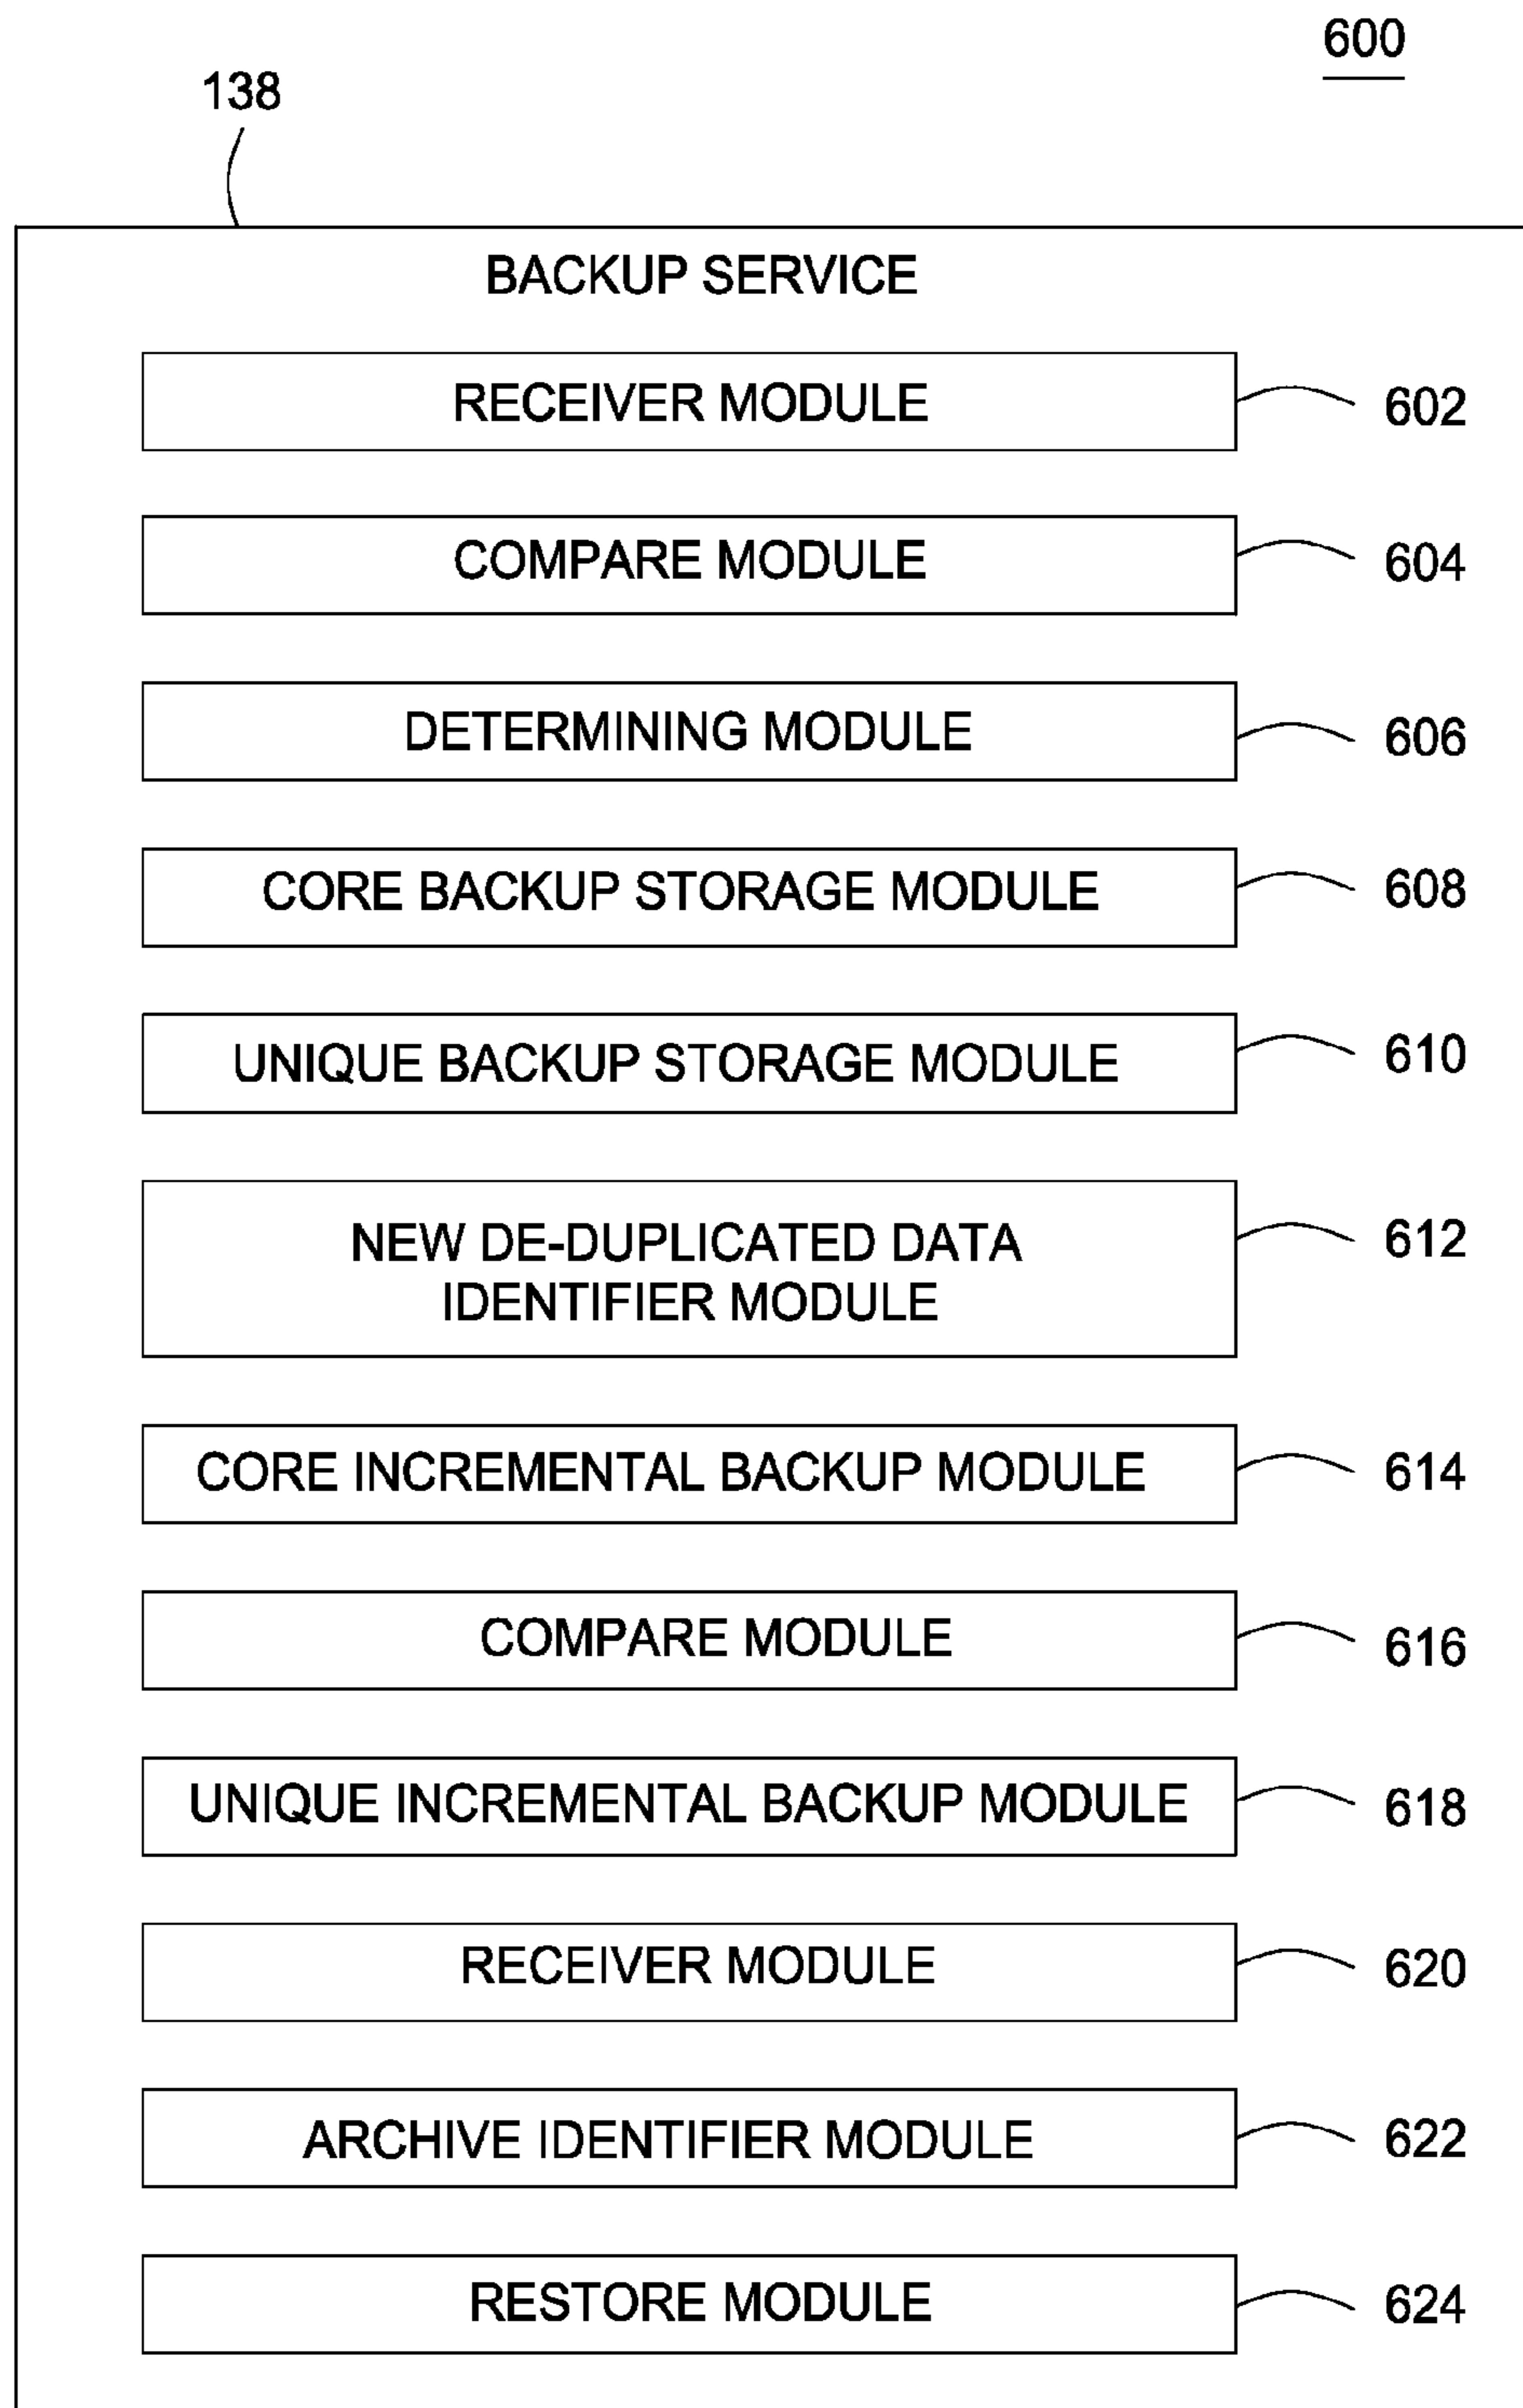 600
138
BACKUP SERVICE
RECEIVER MODULE
602
COMPARE MODULE
604
DETERMINING MODULE
606
CORE BACKUP STORAGE MODULE
608
UNIQUE BACKUP STORAGE MODULE
610
NEW DE-DUPLICATED DATA
IDENTIFIER MODULE
612
CORE INCREMENTAL BACKUP MODULE
614
COMPARE MODULE
616
UNIQUE INCREMENTAL BACKUP MODULE
618
RECEIVER MODULE
620
ARCHIVE IDENTIFIER MODULE
622
RESTORE MODULE
624